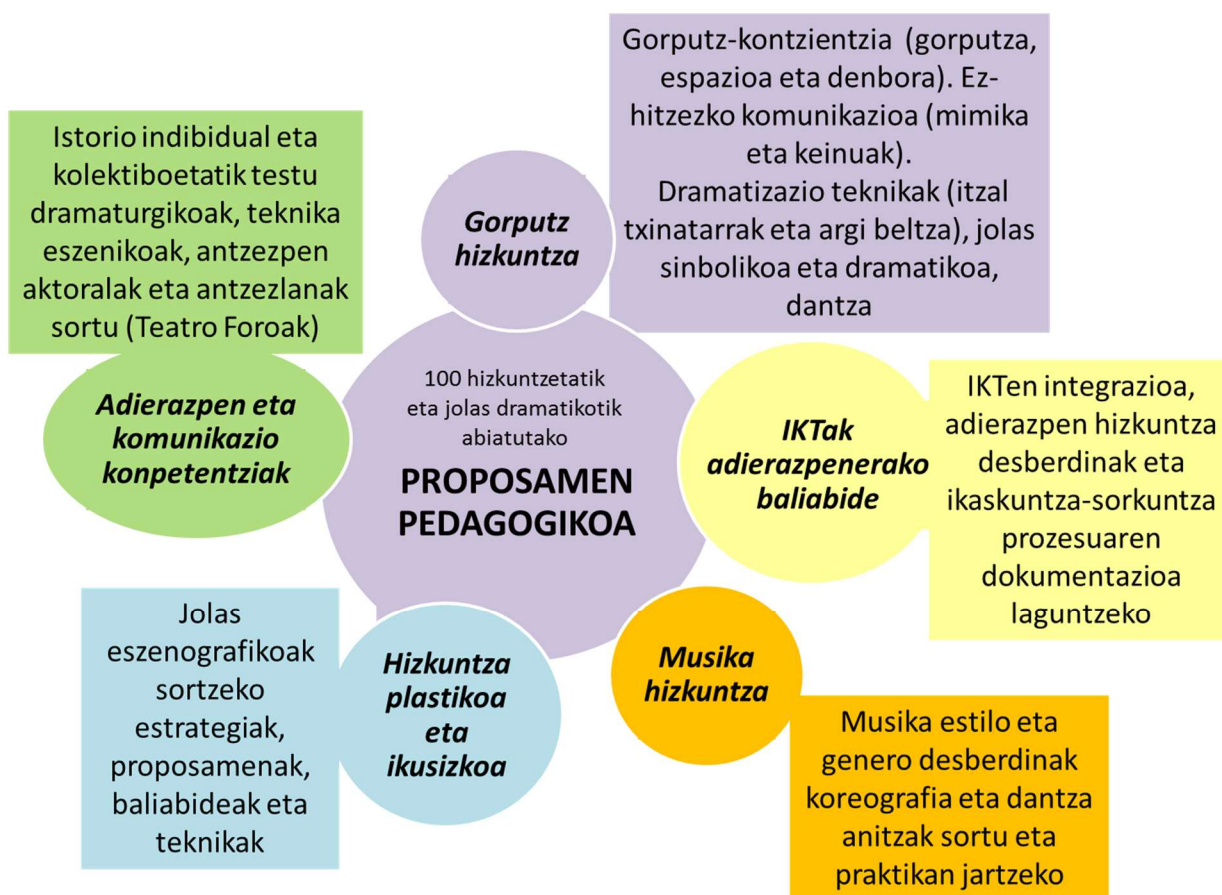 Gorputz-kontzientzia (gorputza,
espazioa eta denbora). Ez-
hitzezko komunikazioa (mimika
eta keinuak).
Dramatizazio teknikak (itzal
txinatarrak eta argi beltza), jolas
sinbolikoa eta dramatikoa,
dantza
Istorio indibidual eta
kolektiboetatik testu
dramaturgikoak, teknika
eszenikoak, antzezpen
aktoralak eta antzezlanak
sortu (Teatro Foroak)
Gorputz
hizkuntza
100 hizkuntzetatik
eta jolas dramatikotik
abiatutako
PROPOSAMEN
PEDAGOGIKOA
Adierazpen eta
komunikazio
konpetentziak
IKTak
adierazpenerako
baliabide
IKTen integrazioa,
adierazpen hizkuntza
desberdinak eta
ikaskuntza-sorkuntza
prozesuaren
dokumentazioa
laguntzeko
Jolas
eszenografikoak
sortzeko
estrategiak,
proposamenak,
baliabideak eta
teknikak
Hizkuntza
plastikoa
eta
ikusizkoa
Musika
hizkuntza
Musika estilo eta
genero desberdinak
koreografia eta dantza
anitzak sortu eta
praktikan jartzeko